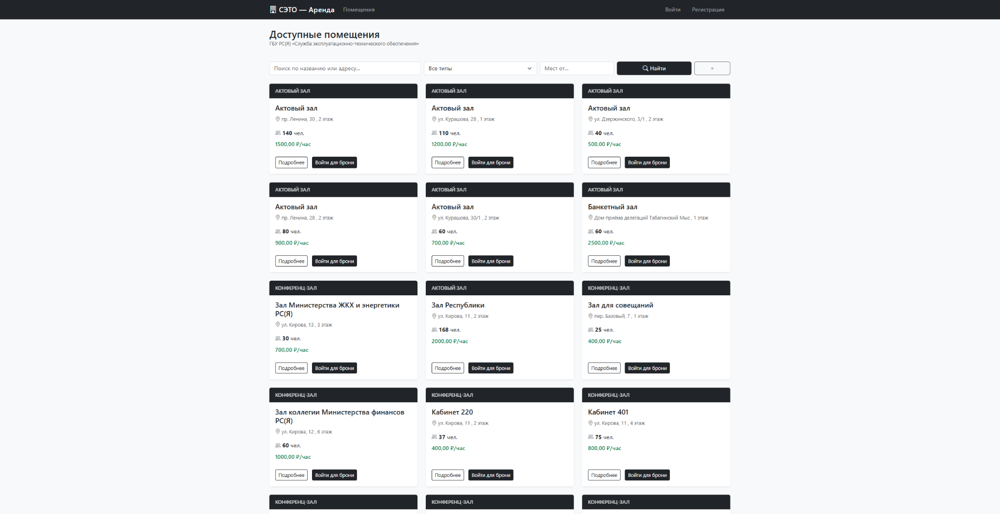 СЭТО — Аренда Помещения Войти Регистрация
Доступные помещения
ГБУ РС(Я) «Служба эксплуатационно-технического обеспечения»
Поиск по названию или адресу... Все типы Мест от... Найти ×
АКТОВЫЙ ЗАЛ
Актовый зал
пр. Ленина, 30 , 2 этаж
140 чел.
1500,00 ₽/час
Подробнее Войти для брони
АКТОВЫЙ ЗАЛ
Актовый зал
ул. Курашова, 28 , 1 этаж
110 чел.
1200,00 ₽/час
Подробнее Войти для брони
АКТОВЫЙ ЗАЛ
Актовый зал
ул. Дзержинского, 3/1 , 2 этаж
40 чел.
500,00 ₽/час
Подробнее Войти для брони
АКТОВЫЙ ЗАЛ
Актовый зал
пр. Ленина, 28 , 2 этаж
80 чел.
900,00 ₽/час
Подробнее Войти для брони
АКТОВЫЙ ЗАЛ
Актовый зал
ул. Курашова, 30/1 , 2 этаж
60 чел.
700,00 ₽/час
Подробнее Войти для брони
АКТОВЫЙ ЗАЛ
Банкетный зал
Дом приёма делегаций Табагинский Мыс , 1 этаж
60 чел.
2500,00 ₽/час
Подробнее Войти для брони
КОНФЕРЕНЦ-ЗАЛ
Зал Министерства ЖКХ и энергетики
РС(Я)
ул. Кирова, 13 , 3 этаж
30 чел.
700,00 ₽/час
Подробнее Войти для брони
АКТОВЫЙ ЗАЛ
Зал Республики
ул. Кирова, 11 , 2 этаж
168 чел.
2000,00 ₽/час
Подробнее Войти для брони
КОНФЕРЕНЦ-ЗАЛ
Зал для совещаний
пер. Базовый, 7 , 1 этаж
25 чел.
400,00 ₽/час
Подробнее Войти для брони
КОНФЕРЕНЦ-ЗАЛ
Зал коллегии Министерства финансов
РС(Я)
ул. Кирова, 12 , 6 этаж
60 чел.
1000,00 ₽/час
Подробнее Войти для брони
КОНФЕРЕНЦ-ЗАЛ
Кабинет 220
ул. Кирова, 11 , 2 этаж
37 чел.
400,00 ₽/час
Подробнее Войти для брони
КОНФЕРЕНЦ-ЗАЛ
Кабинет 401
ул. Кирова, 11 , 4 этаж
75 чел.
800,00 ₽/час
Подробнее Войти для брони
КОНФЕРЕНЦ-ЗАЛ
КОНФЕРЕНЦ-ЗАЛ
КОНФЕРЕНЦ-ЗАЛ